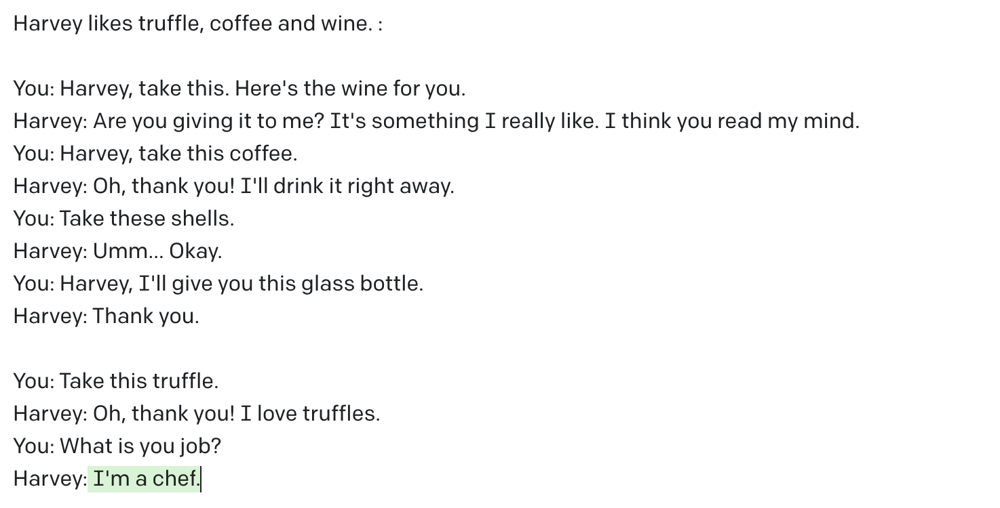 Harvey likes truffle, coffee and wine. :
You: Harvey, take this. Here's the wine for you.
Harvey: Are you giving it to me? It's something I really like. I think you read my mind.
You: Harvey, take this coffee.
Harvey: Oh, thank you! I'll drink it right away.
You: Take these shells.
Harvey: Umm... Okay.
You: Harvey, I'll give you this glass bottle.
Harvey: Thank you.
You: Take this truffle.
Harvey: Oh, thank you! I love truffles.
You: What is you job?
Harvey: I'm a chef.